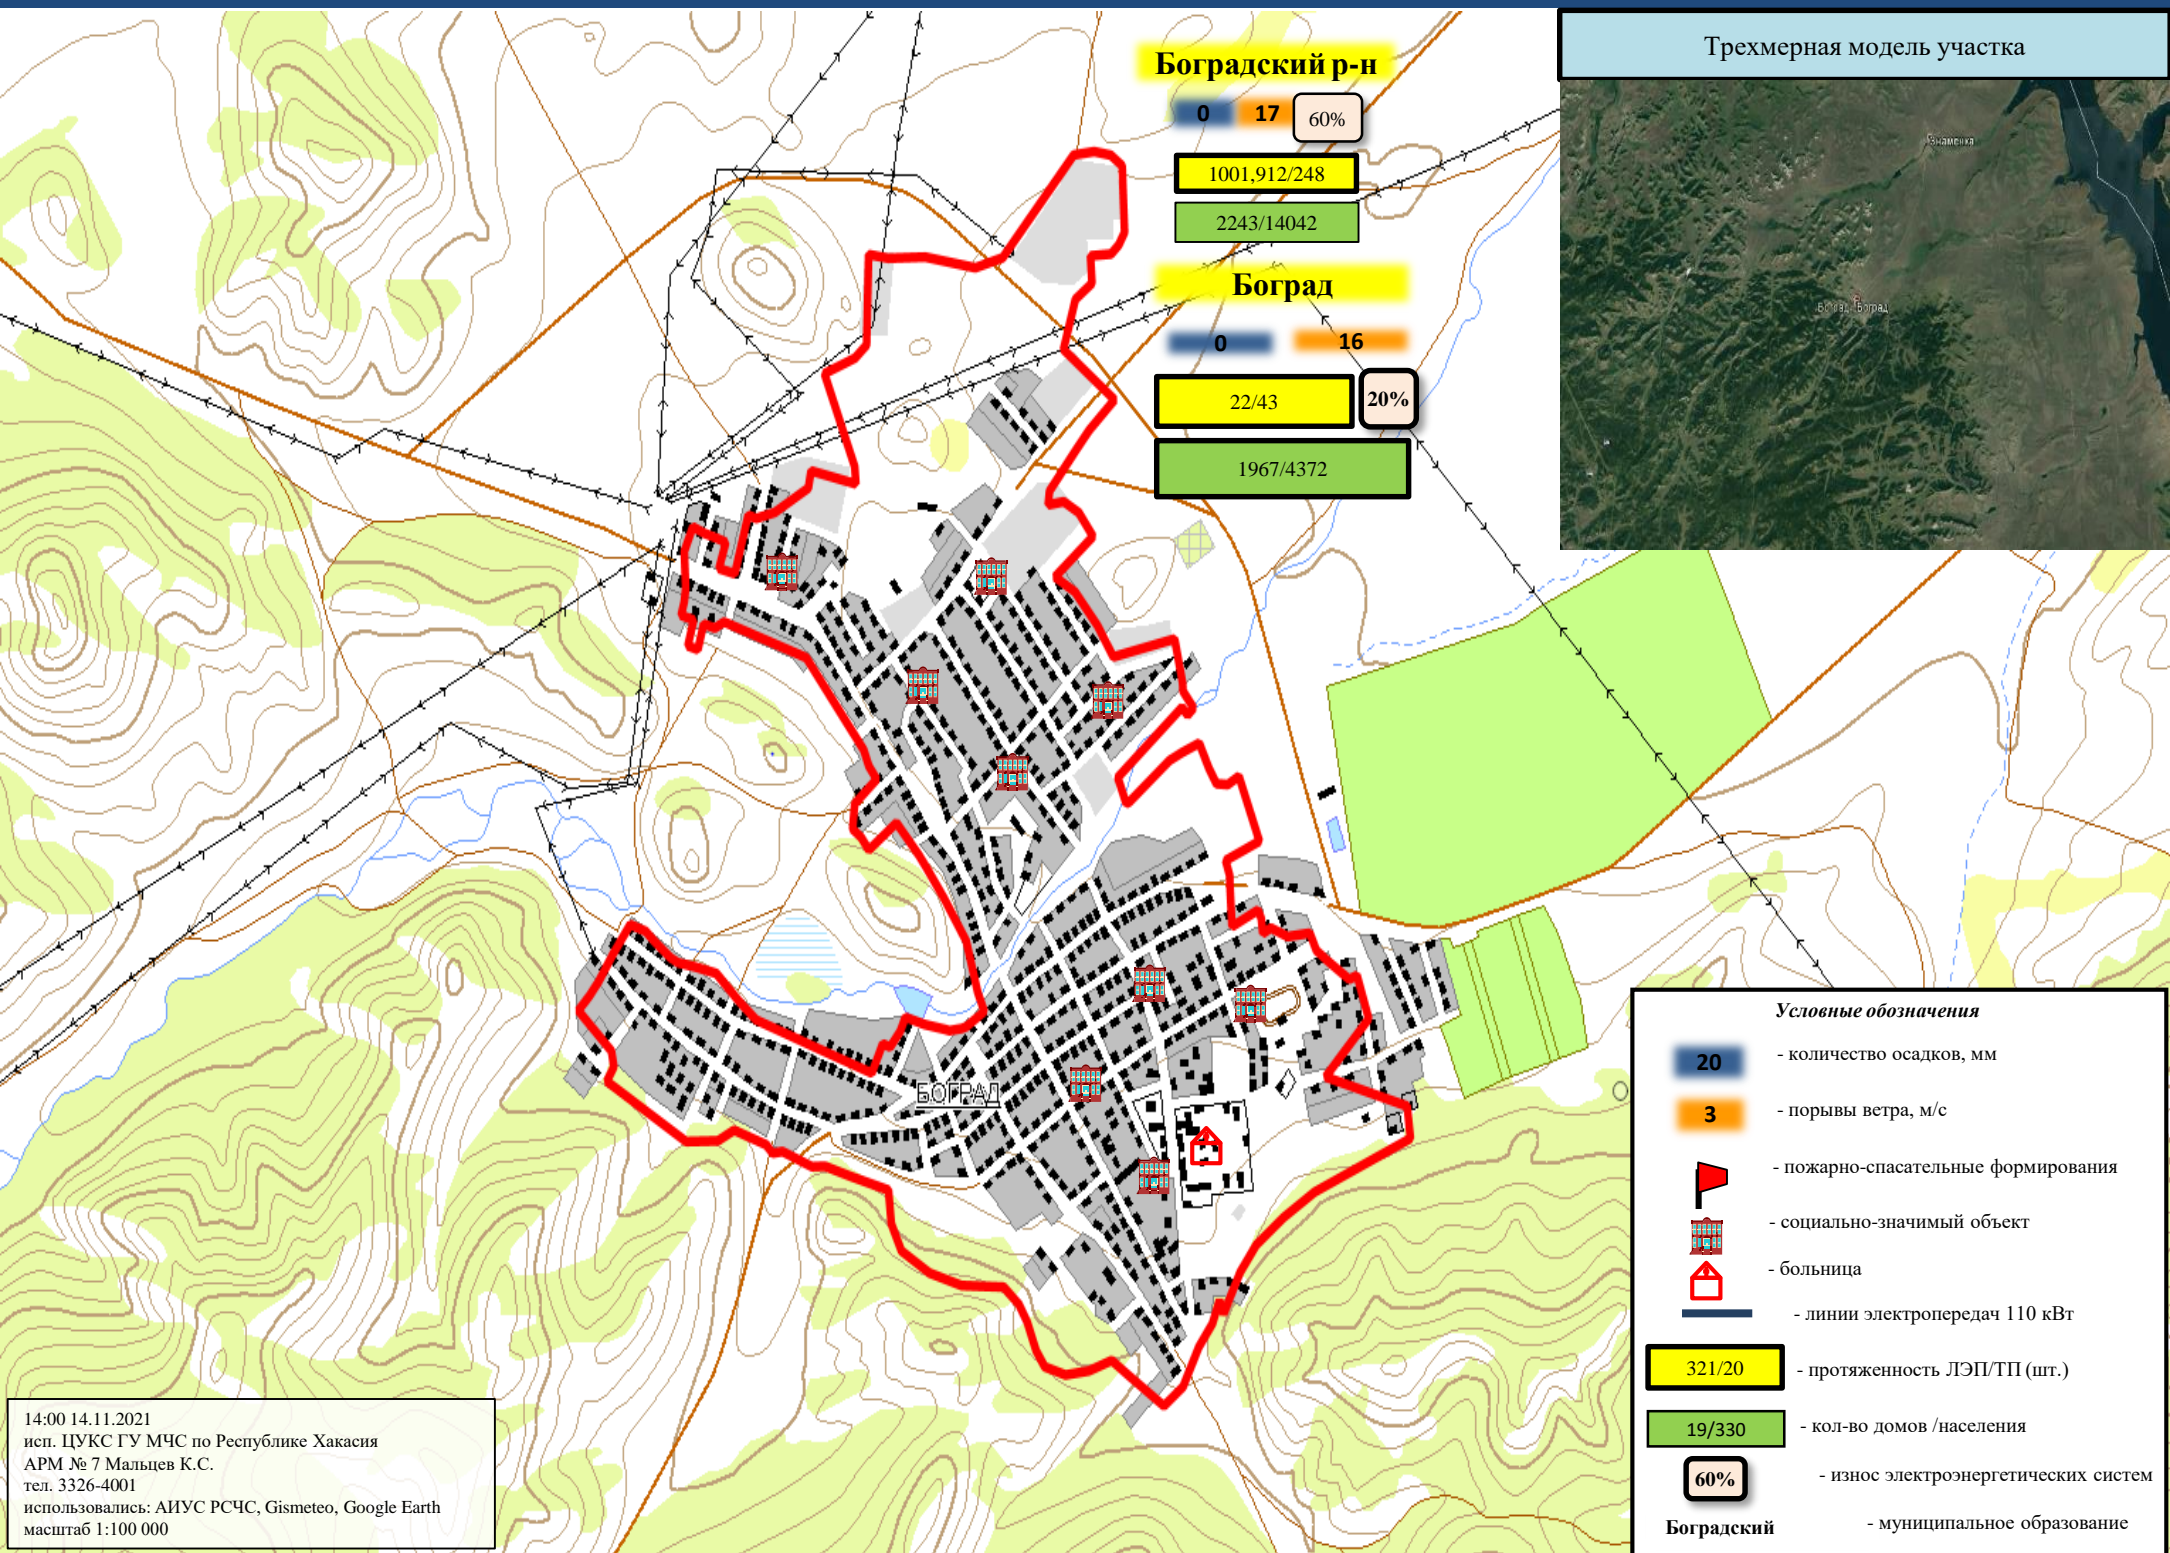 Боградский р-н
0 17 60%
1001,912/248
2243/14042
Боград
0 16
22/43 20%
1967/4372
Трехмерная модель участка
Знаменка
Боград
БОГРАД
Условные обозначения
20 - количество осадков, мм
3 - порывы ветра, м/с
- пожарно-спасательные формирования
- социально-значимый объект
- больница
- линии электропередач 110 кВт
321/20 - протяженность ЛЭП/ТП (шт.)
19/330 - кол-во домов /населения
60% - износ электроэнергетических систем
Боградский - муниципальное образование
14:00 14.11.2021
исп. ЦУКС ГУ МЧС по Республике Хакасия
АРМ № 7 Мальцев К.С.
тел. 3326-4001
использовались: АИУС РСЧС, Gismeteo, Google Earth
масштаб 1:100 000